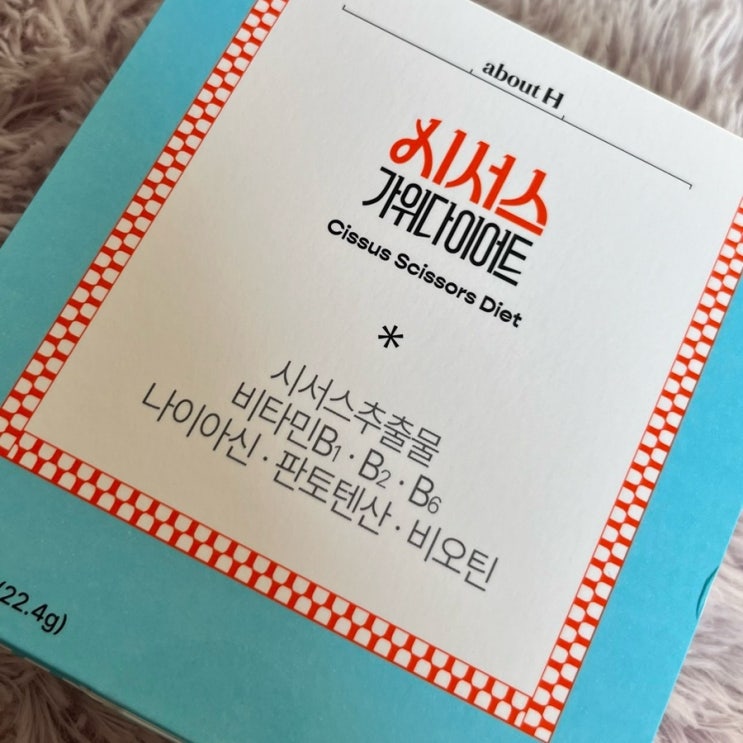 about H
시서스
가위다이어트
Cissus Scissors Diet
*
시서스추출물
비타민B₁·B₂·B₆
나이아신·판토텐산·비오틴
(22.4g)